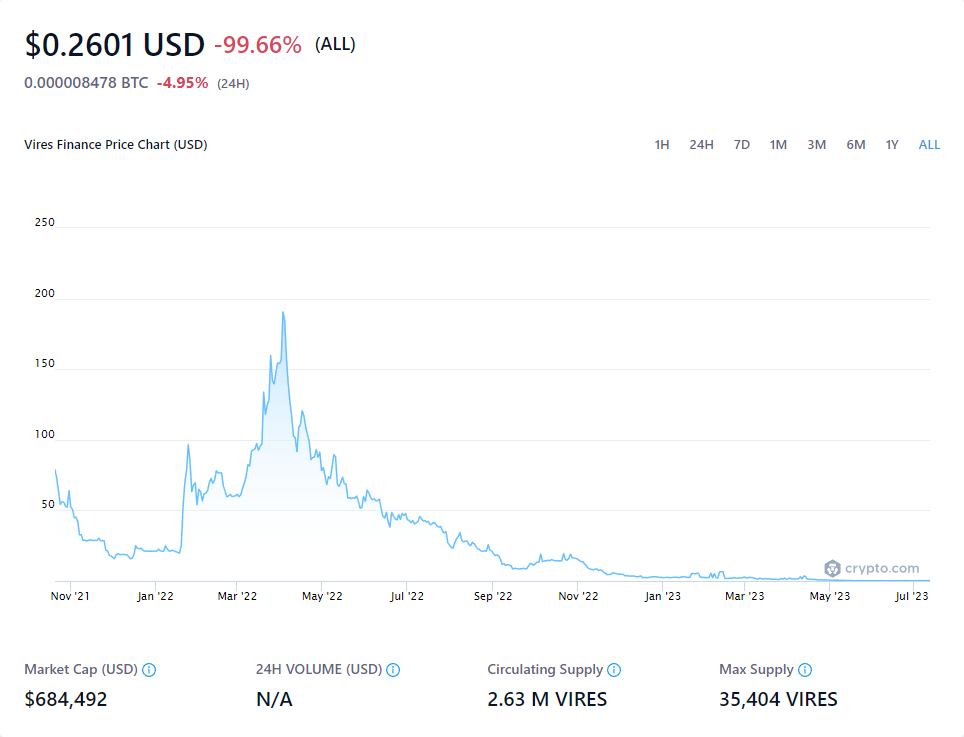 $0.2601 USD -99.66% (ALL)
0.000008478 BTC -4.95% (24H)
Vires Finance Price Chart (USD) 1H 24H 7D 1M 3M 6M 1Y ALL
250
200
150
100
50
crypto.com
Nov '21 Jan '22 Mar '22 May '22 Jul '22 Sep '22 Nov '22 Jan '23 Mar '23 May '23 Jul '23
Market Cap (USD) 24H VOLUME (USD) Circulating Supply Max Supply
$684,492 N/A 2.63 M VIRES 35,404 VIRES